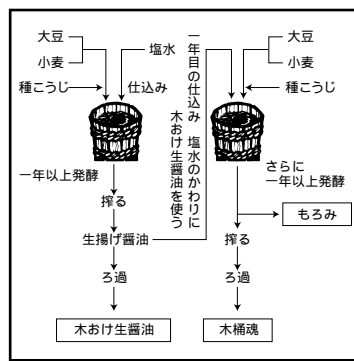 大豆
小麦
種こうじ
塩水
仕込み
一年以上発酵
搾る
生揚げ醤油
ろ過
木おけ生醤油
一年目の仕込み 塩水のかわりに
木おけ生醤油を使う
大豆
小麦
種こうじ
さらに
一年以上発酵
もろみ
搾る
ろ過
木桶魂